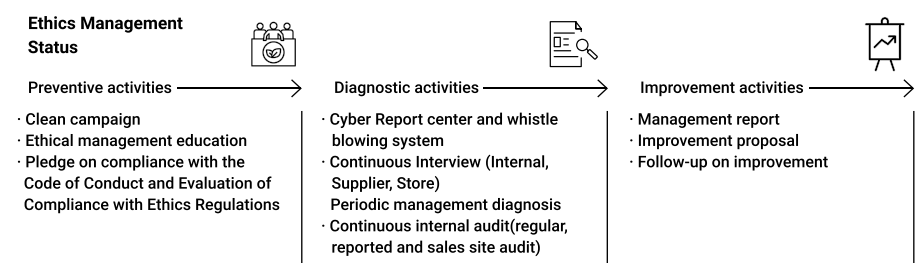 Ethics Management
Status
Preventive activities
· Clean campaign
· Ethical management education
· Pledge on compliance with the
Code of Conduct and Evaluation of
Compliance with Ethics Regulations
Diagnostic activities
· Cyber Report center and whistle
blowing system
· Continuous Interview (Internal,
Supplier, Store)
Periodic management diagnosis
· Continuous internal audit(regular,
reported and sales site audit)
Improvement activities
· Management report
· Improvement proposal
· Follow-up on improvement